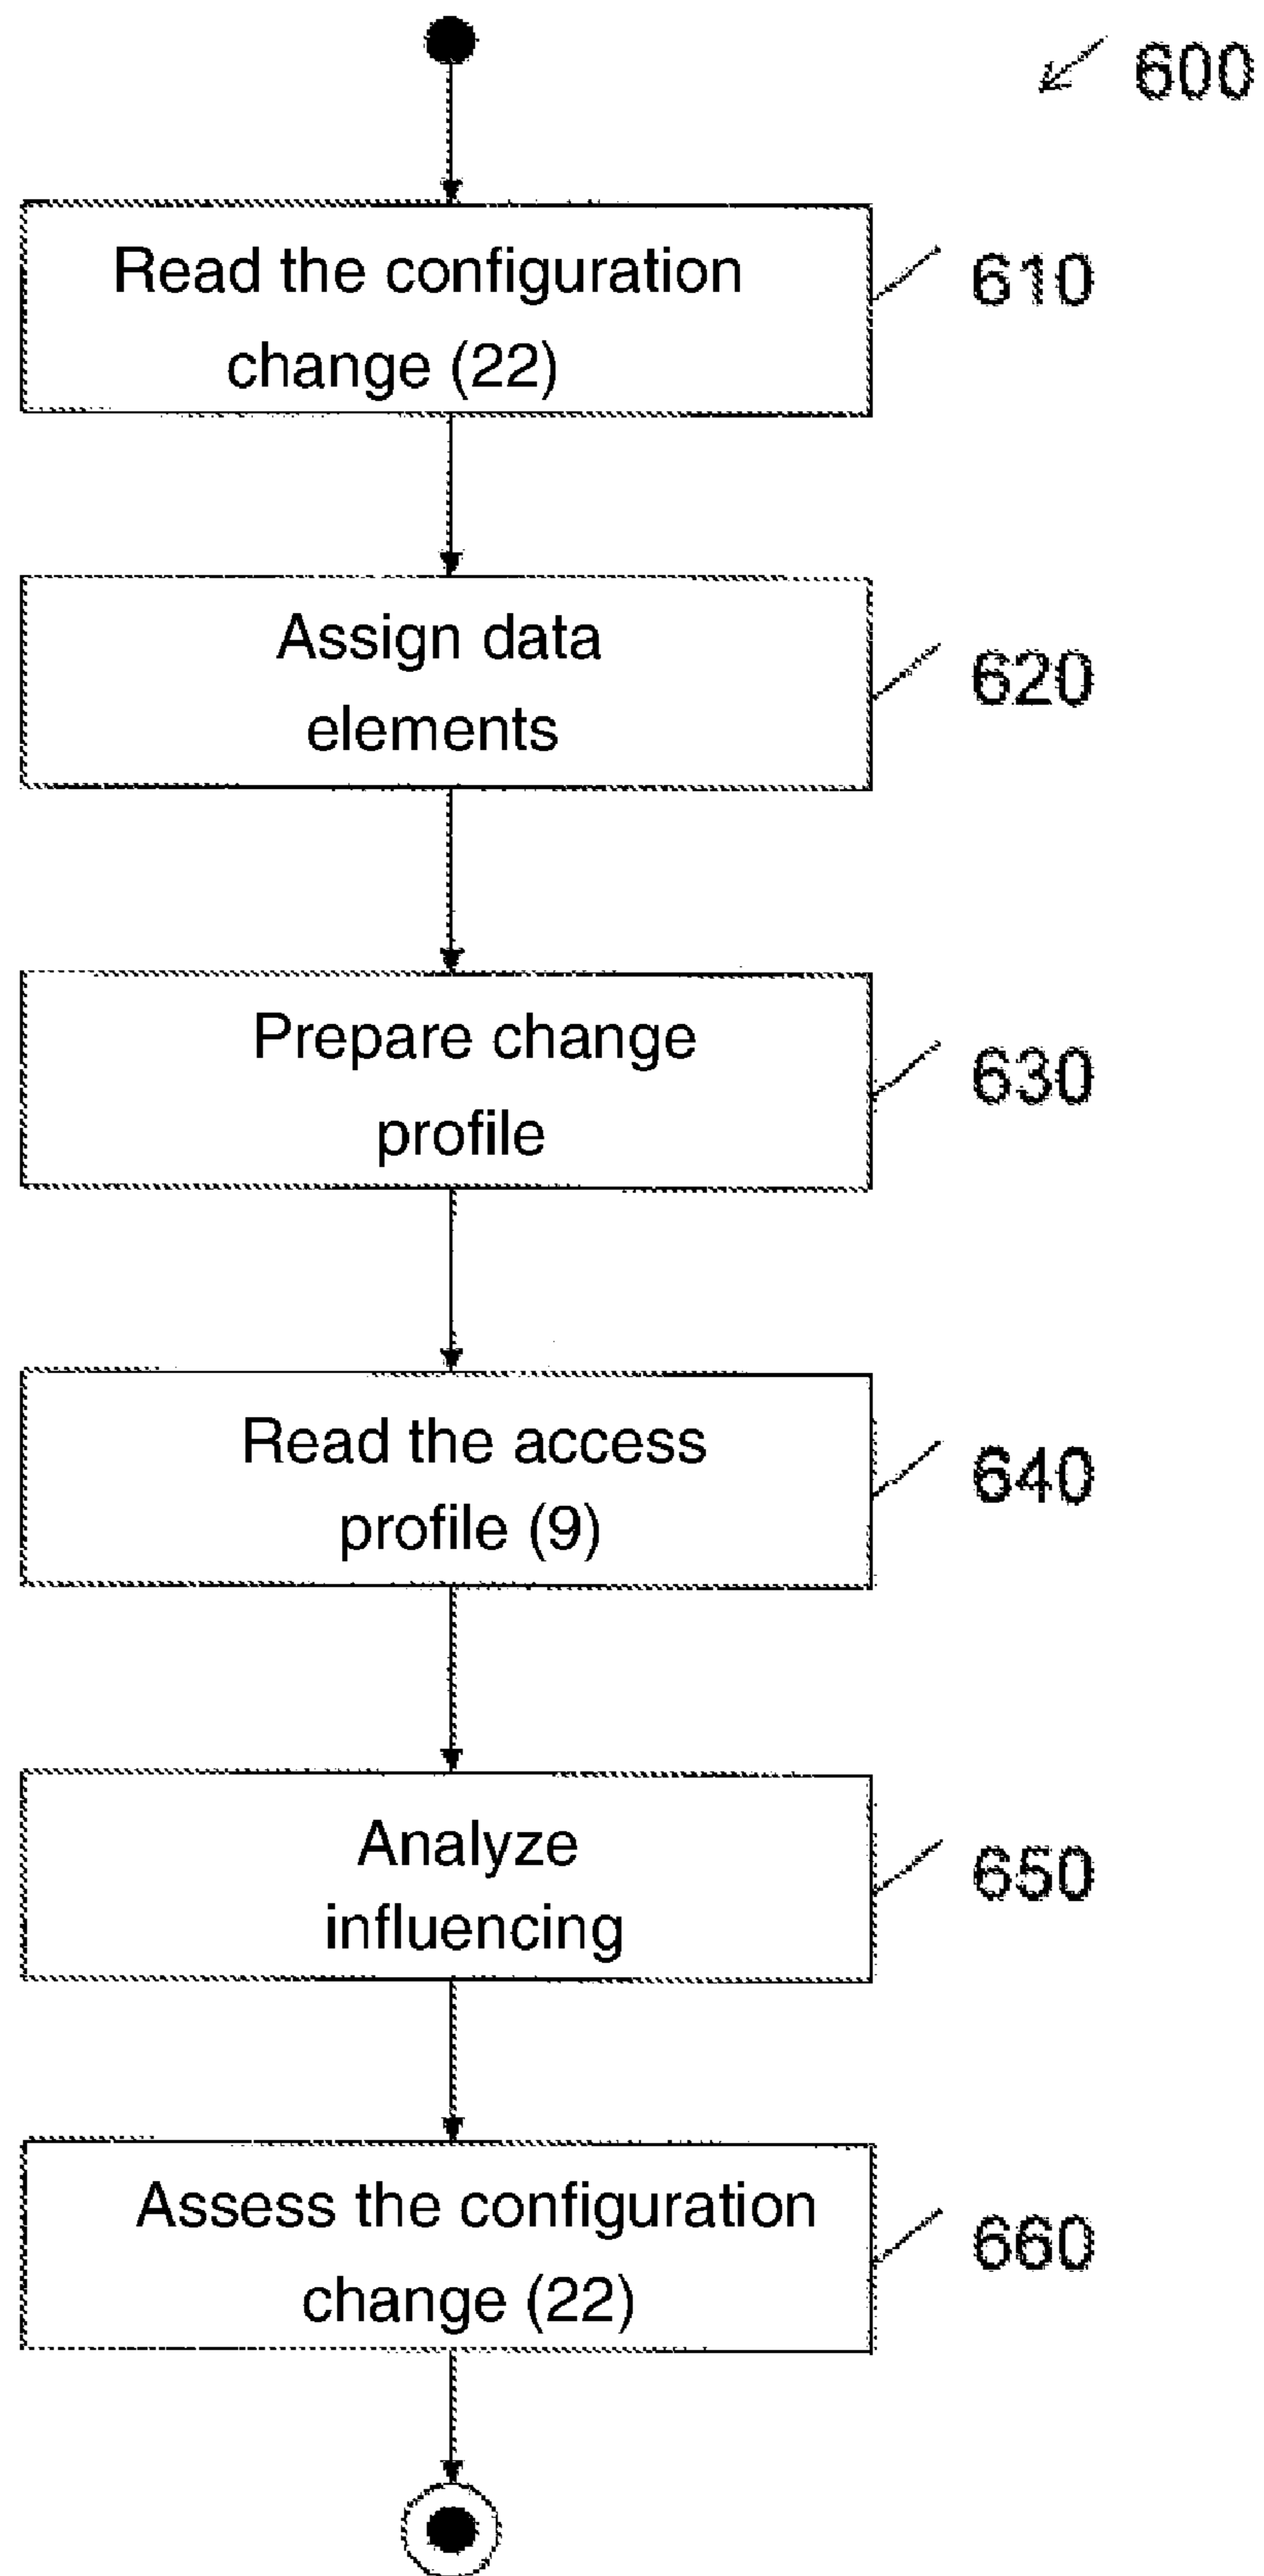 600
Read the configuration
change (22)
610
Assign data
elements
620
Prepare change
profile
630
Read the access
profile (9)
640
Analyze
influencing
650
Assess the configuration
change (22)
660